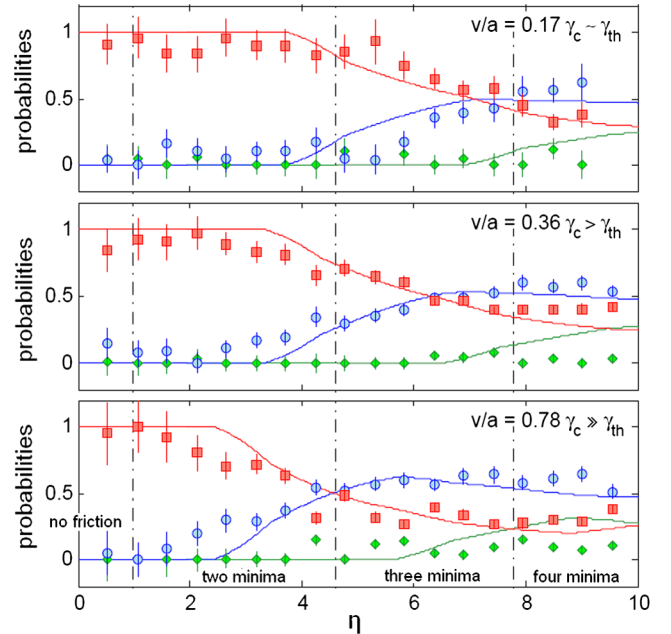 v/a = 0.17 γc ~ γth
probabilities
1
0.5
0
v/a = 0.36 γc > γth
probabilities
1
0.5
0
v/a = 0.78 γc ≫ γth
probabilities
1
0.5
0
no friction
two minima
three minima
four minima
0 2 4 6 8 10
η